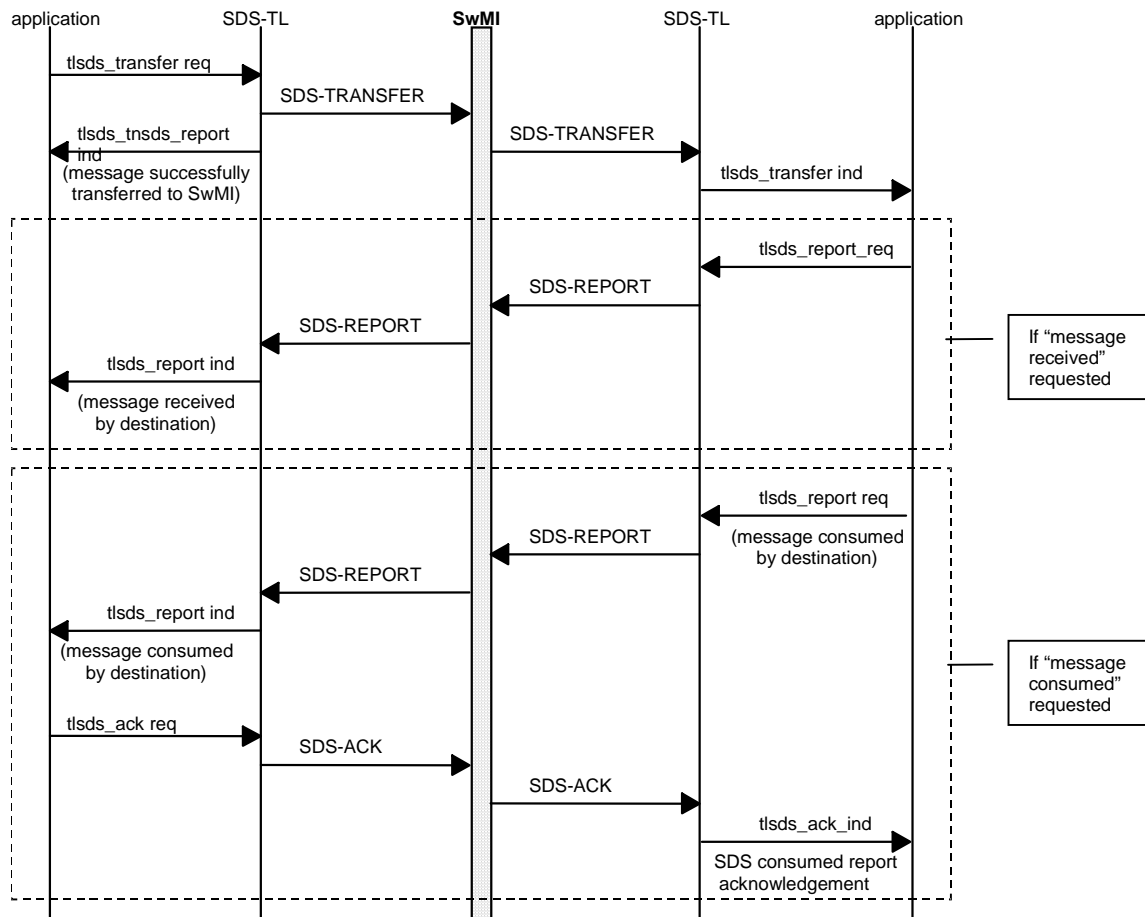 application
SDS-TL
SwMI
SDS-TL
application
tlsds_transfer req
SDS-TRANSFER
tlsds_tnsds_report
ind
SDS-TRANSFER
(message successfully
transferred to SwMI)
tlsds_transfer ind
tlsds_report_req
SDS-REPORT
SDS-REPORT
If “message
received”
requested
tlsds_report ind
(message received
by destination)
tlsds_report req
SDS-REPORT
(message consumed
by destination)
SDS-REPORT
tlsds_report ind
(message consumed
by destination)
If “message
consumed”
requested
tlsds_ack req
SDS-ACK
SDS-ACK
tlsds_ack_ind
SDS consumed report
acknowledgement